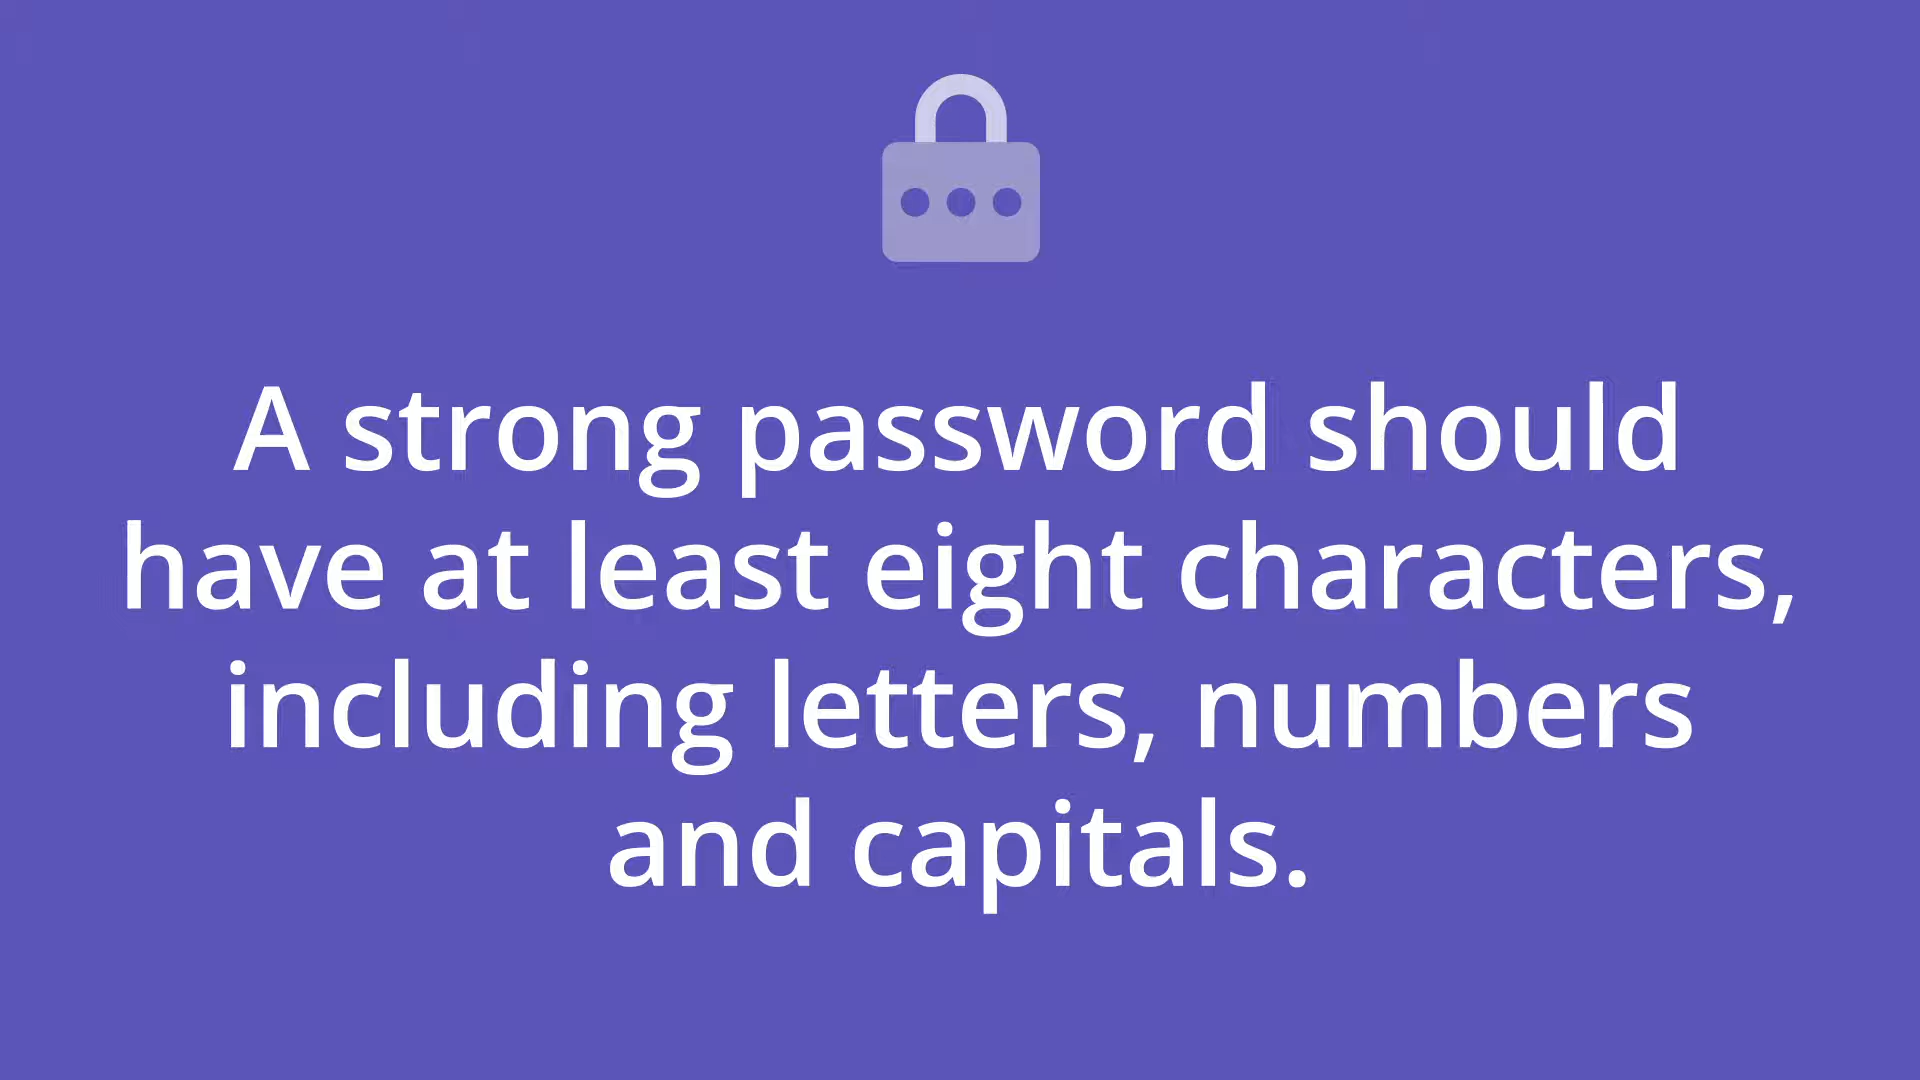 A strong password should
have at least eight characters,
including letters, numbers
and capitals.